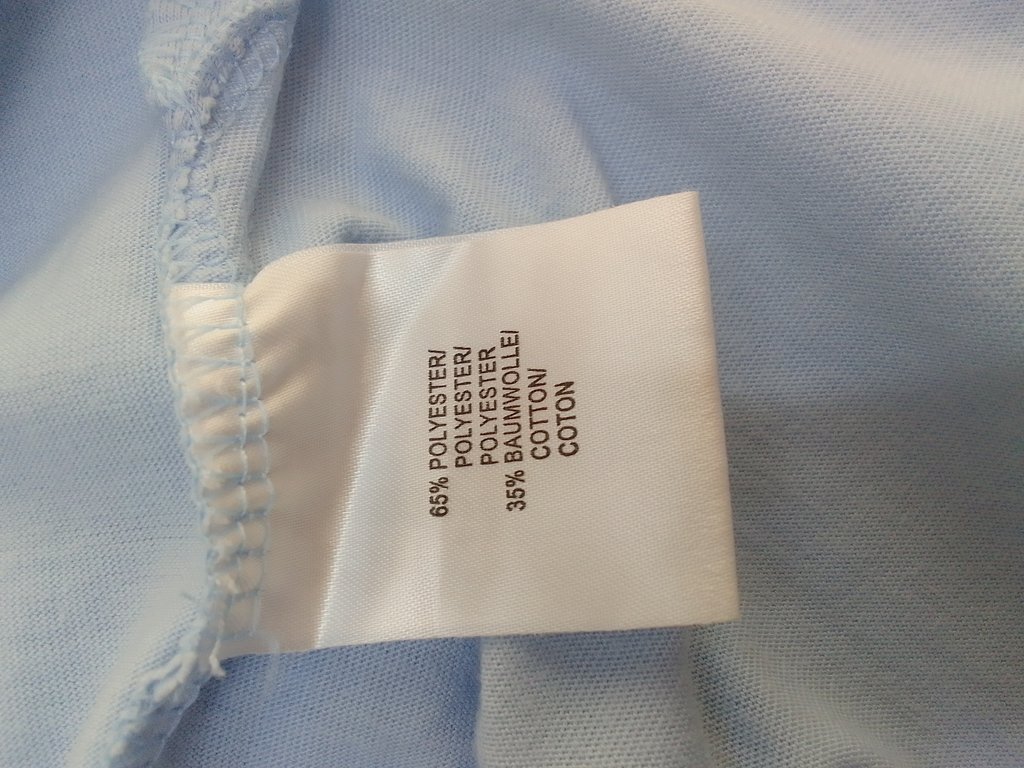 65% POLYESTER/
POLYESTER/
POLYESTER
35% BAUMWOLLE/
COTTON/
COTON